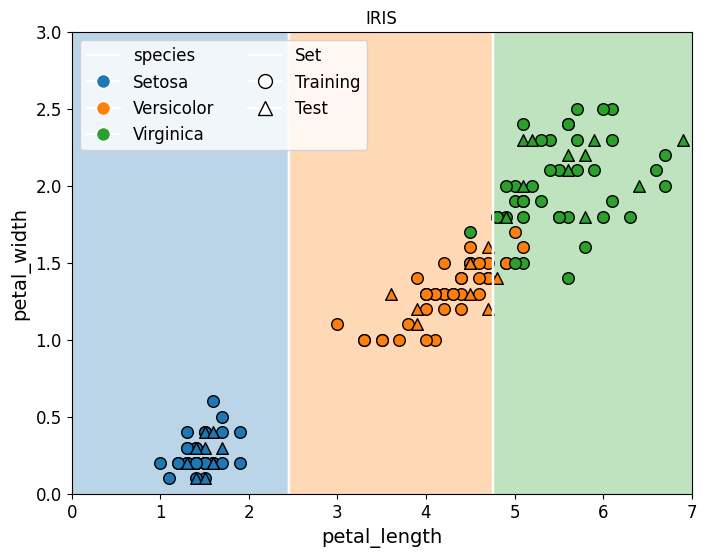 IRIS
3.0
2.5
2.0
1.5
1.0
0.5
0.0
petal_width
species Set
Setosa Training
Versicolor Test
Virginica
0 1 2 3 4 5 6 7
petal_length